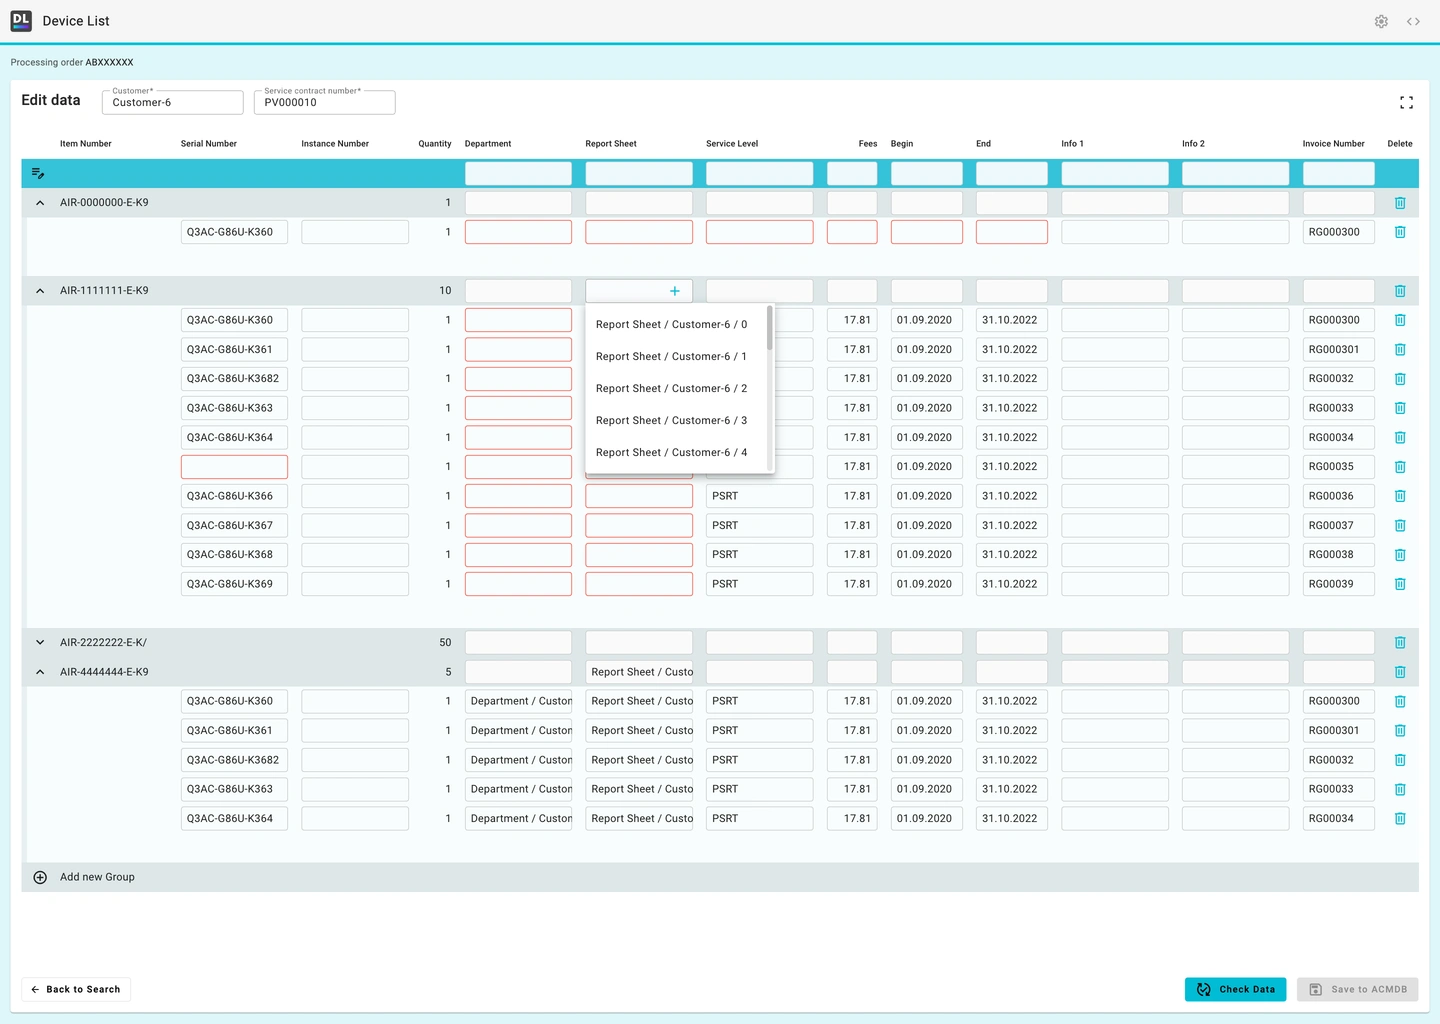 DL Device List
Processing order ABXXXXXX
Edit data
Customer*
Customer-6
Service contract number*
PV000010
Item Number Serial Number Instance Number Quantity Department Report Sheet Service Level Fees Begin End Info 1 Info 2 Invoice Number Delete
AIR-0000000-E-K9 1
Q3AC-G86U-K360 1 RG000300
AIR-1111111-E-K9 10
Q3AC-G86U-K360 1 17.81 01.09.2020 31.10.2022 RG000300
Report Sheet / Customer-6 / 0
Q3AC-G86U-K361 1 17.81 01.09.2020 31.10.2022 RG000301
Report Sheet / Customer-6 / 1
Q3AC-G86U-K3682 1 17.81 01.09.2020 31.10.2022 RG00032
Report Sheet / Customer-6 / 2
Q3AC-G86U-K363 1 17.81 01.09.2020 31.10.2022 RG00033
Report Sheet / Customer-6 / 3
Q3AC-G86U-K364 1 17.81 01.09.2020 31.10.2022 RG00034
Report Sheet / Customer-6 / 4
1 17.81 01.09.2020 31.10.2022 RG00035
Q3AC-G86U-K366 1 PSRT 17.81 01.09.2020 31.10.2022 RG00036
Q3AC-G86U-K367 1 PSRT 17.81 01.09.2020 31.10.2022 RG00037
Q3AC-G86U-K368 1 PSRT 17.81 01.09.2020 31.10.2022 RG00038
Q3AC-G86U-K369 1 PSRT 17.81 01.09.2020 31.10.2022 RG00039
AIR-2222222-E-K/ 50
AIR-4444444-E-K9 5 Report Sheet / Custo
Q3AC-G86U-K360 1 Department / Custon Report Sheet / Custo PSRT 17.81 01.09.2020 31.10.2022 RG000300
Q3AC-G86U-K361 1 Department / Custon Report Sheet / Custo PSRT 17.81 01.09.2020 31.10.2022 RG000301
Q3AC-G86U-K3682 1 Department / Custon Report Sheet / Custo PSRT 17.81 01.09.2020 31.10.2022 RG00032
Q3AC-G86U-K363 1 Department / Custon Report Sheet / Custo PSRT 17.81 01.09.2020 31.10.2022 RG00033
Q3AC-G86U-K364 1 Department / Custon Report Sheet / Custo PSRT 17.81 01.09.2020 31.10.2022 RG00034
Add new Group
Back to Search
Check Data
Save to ACMDB